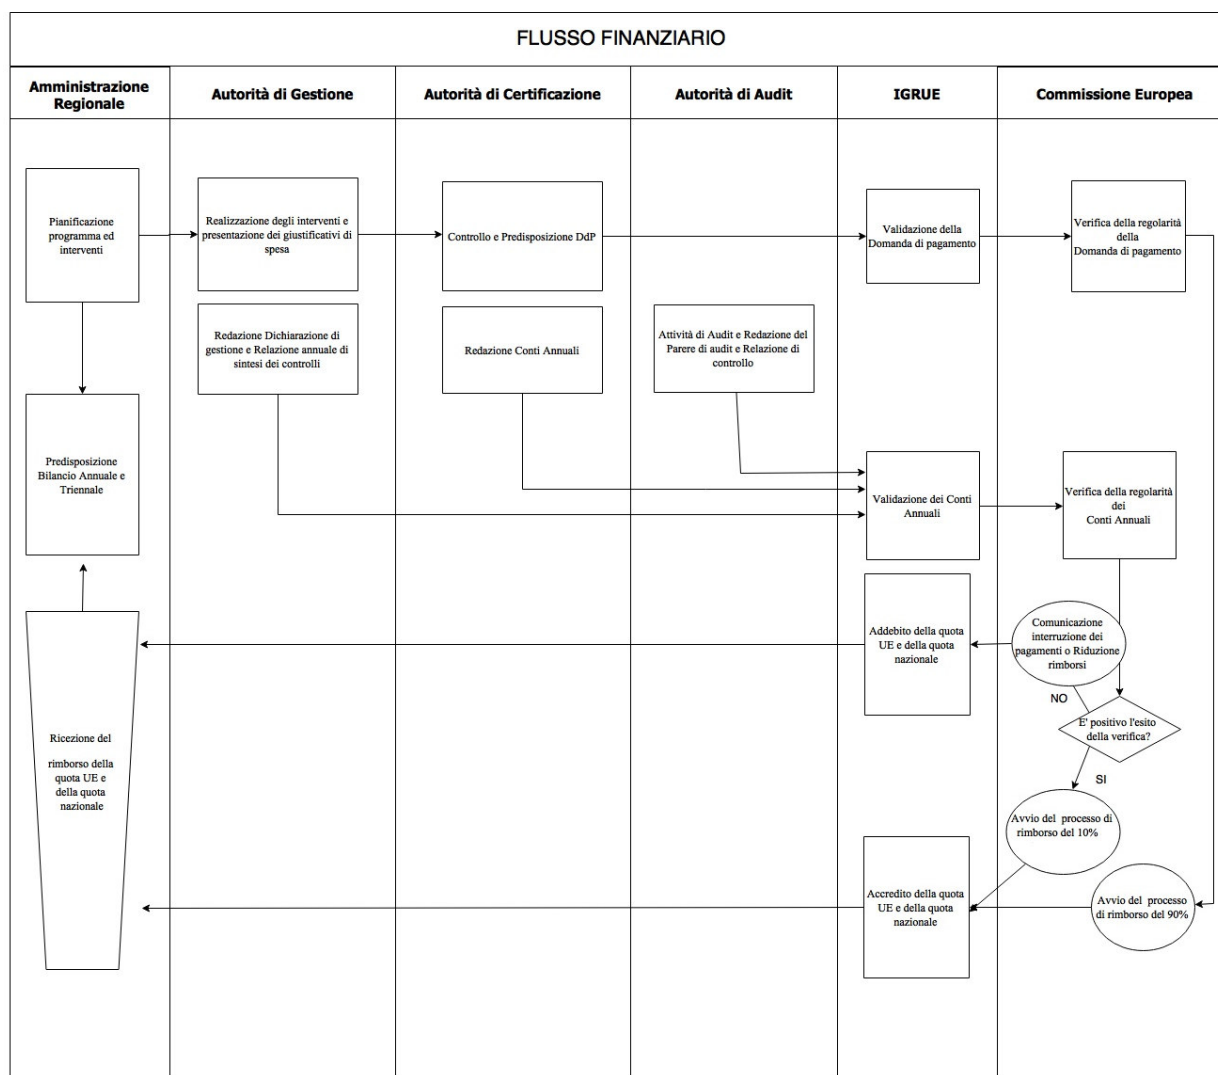 FLUSSO FINANZIARIO
Amministrazione
Regionale
Autorità di Gestione
Autorità di Certificazione
Autorità di Audit
IGRUE
Commissione Europea
Pianificazione
programma ed
interventi
Realizzazione degli interventi e
presentazione dei giustificativi di
spesa
Controllo e Predisposizione DdP
Validazione della
Domanda di pagamento
Verifica della regolarità
della
Domanda di pagamento
Redazione Dichiarazione di
gestione e Relazione annuale di
sintesi dei controlli
Redazione Conti Annuali
Attività di Audit e Redazione del
Parere di audit e Relazione di
controllo
Predisposizione
Bilancio Annuale e
Triennale
Validazione dei Conti
Annuali
Verifica della regolarità
dei
Conti Annuali
Addebito della quota
UE e della quota
nazionale
Comunicazione
interruzione dei
pagamenti o Riduzione
rimborsi
NO
E' positivo l'esito
della verifica?
SI
Ricezione del
rimborso della
quota UE e
della quota
nazionale
Avvio del processo di
rimborso del 10%
Accredito della quota
UE e della quota
nazionale
Avvio del processo
di rimborso del 90%